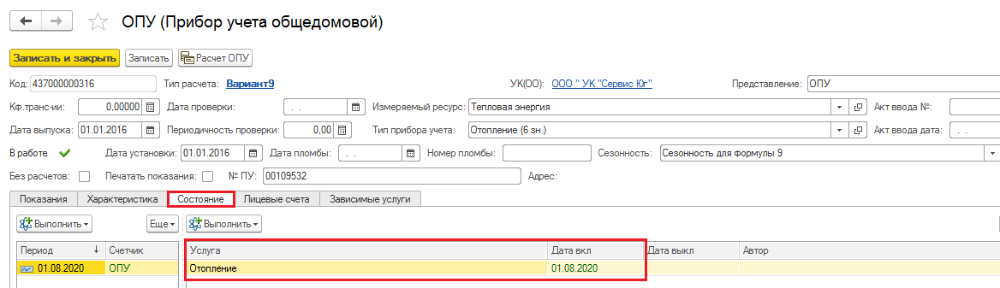 ОПУ (Прибор учета общедомовой)
Записать и закрыть Записать Расчет ОПУ
Код: 437000000316 Тип расчета: Вариант9 УК(ОО): ООО " УК "Сервис Юг" Представление: ОПУ
Кф.транс-ии: 0,00000 Дата проверки: . . Измеряемый ресурс: Тепловая энергия Акт ввода №:
Дата выпуска: 01.01.2016 Периодичность проверки: 0,00 Тип прибора учета: Отопление (6 зн.) Акт ввода дата: . .
В работе Дата установки: 01.01.2016 Дата пломбы: . . Номер пломбы: Сезонность: Сезонность для формулы 9
Без расчетов: Печатать показания: № ПУ: 00109532 Адрес:
Показания Характеристика Состояние Лицевые счета Зависимые услуги
Выполнить Еще Выполнить
Период ↓ Счетчик Услуга Дата вкл Дата выкл Автор
01.08.2020 ОПУ Отопление 01.08.2020